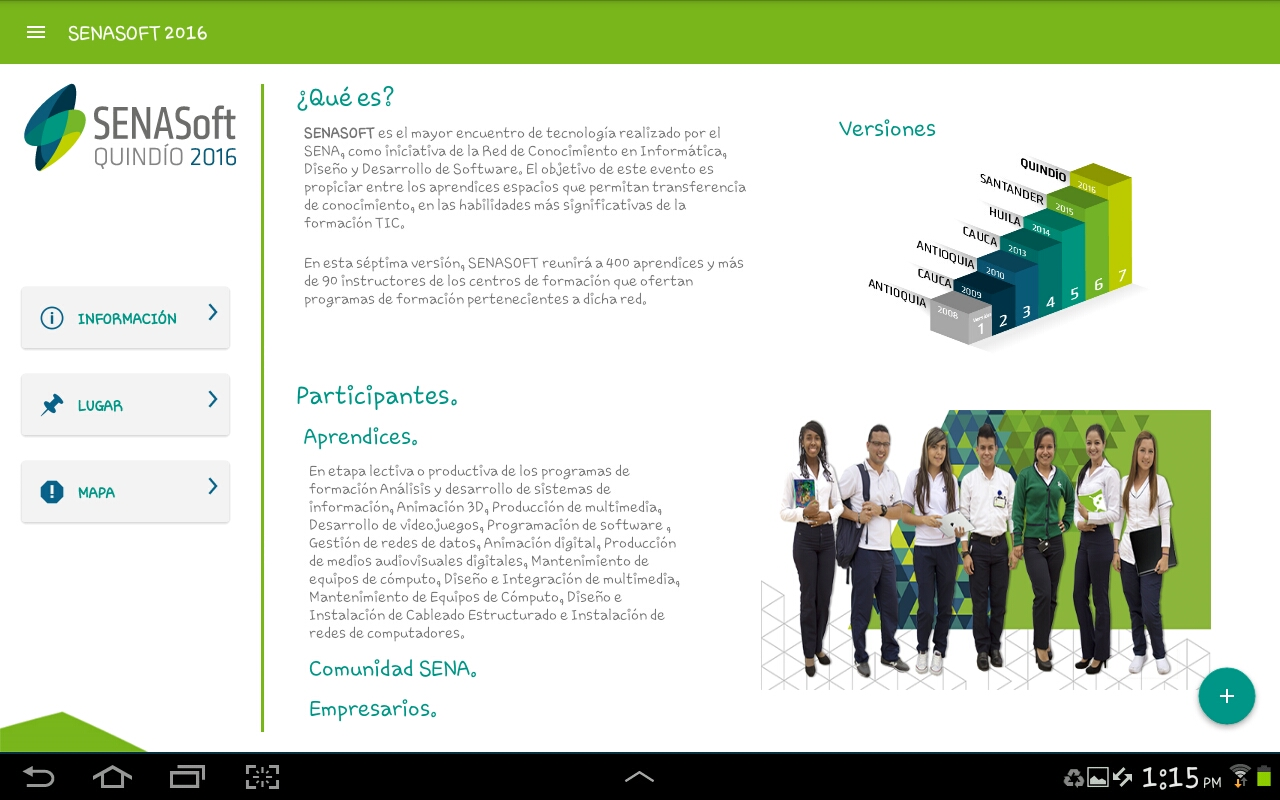 SENASOFT 2016
SENASoft
QUINDÍO 2016
INFORMACIÓN
LUGAR
MAPA
¿Qué es?
SENASOFT es el mayor encuentro de tecnología realizado por el
SENA, como iniciativa de la Red de Conocimiento en Informática,
Diseño y Desarrollo de Software. El objetivo de este evento es
propiciar entre los aprendices espacios que permitan transferencia
de conocimiento, en las habilidades más significativas de la
formación TIC.
En esta séptima versión, SENASOFT reunirá a 400 aprendices y más
de 90 instructores de los centros de formación que ofertan
programas de formación pertenecientes a dicha red.
Versiones
QUINDÍO 2016 7
SANTANDER 2015 6
HUILA 2014 5
CAUCA 2013 4
ANTIOQUIA 2010 3
CAUCA 2009 2
ANTIOQUIA 2008 1
Participantes.
Aprendices.
En etapa lectiva o productiva de los programas de
formación Análisis y desarrollo de sistemas de
información, Animación 3D, Producción de multimedia,
Desarrollo de videojuegos, Programación de software ,
Gestión de redes de datos, Animación digital, Producción
de medios audiovisuales digitales, Mantenimiento de
equipos de cómputo, Diseño e Integración de multimedia,
Mantenimiento de Equipos de Cómputo, Diseño e
Instalación de Cableado Estructurado e Instalación de
redes de computadores.
Comunidad SENA.
Empresarios.
1:15 PM